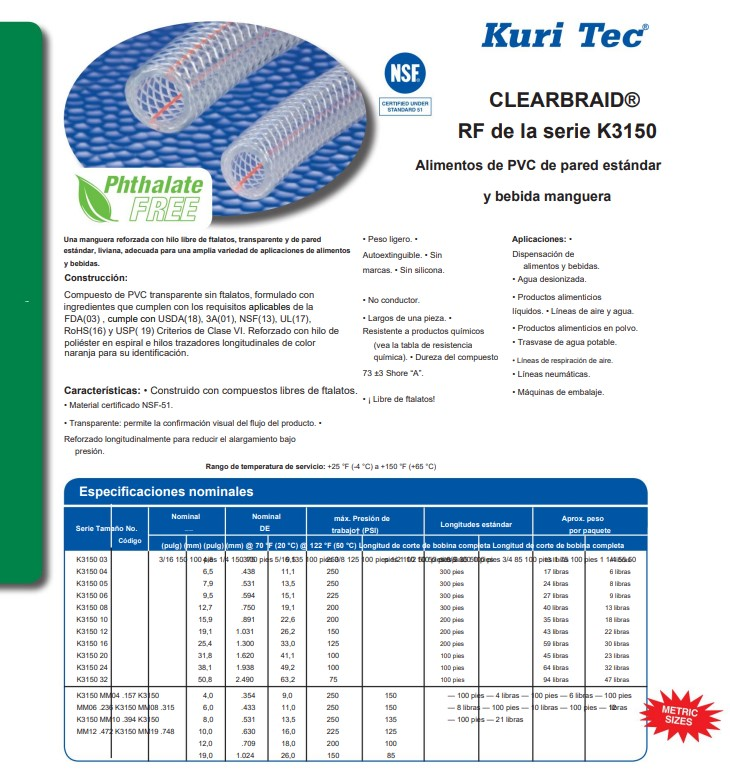 Kuri Tec®
NSF
CERTIFIED UNDER
STANDARD 51
CLEARBRAID®
RF de la serie K3150
Alimentos de PVC de pared estándar
y bebida manguera
Phthalate
FREE
Una manguera reforzada con hilo libre de ftalatos, transparente y de pared
estándar, liviana, adecuada para una amplia variedad de aplicaciones de alimentos
y bebidas.
Construcción:
Compuesto de PVC transparente sin ftalatos, formulado con
ingredientes que cumplen con los requisitos aplicables de la
FDA(03) , cumple con USDA(18), 3A(01), NSF(13), UL(17),
RoHS(16) y USP( 19) Criterios de Clase VI. Reforzado con hilo de
poliéster en espiral e hilos trazadores longitudinales de color
naranja para su identificación.
Características: • Construido con compuestos libres de ftalatos.
• Material certificado NSF-51.
• Transparente: permite la confirmación visual del flujo del producto. •
Reforzado longitudinalmente para reducir el alargamiento bajo
presión.
• Peso ligero. •
Autoextinguible. • Sin
marcas. • Sin silicona.
• No conductor.
• Largos de una pieza. •
Resistente a productos químicos
(vea la tabla de resistencia
química). • Dureza del compuesto
73 ±3 Shore “A”.
• ¡ Libre de ftalatos!
Aplicaciones: •
Dispensación de
alimentos y bebidas.
• Agua desionizada.
• Productos alimenticios
líquidos. • Líneas de aire y agua.
• Productos alimenticios en polvo.
• Trasvase de agua potable.
• Líneas de respiración de aire.
• Líneas neumáticas.
• Máquinas de embalaje.
Rango de temperatura de servicio: +25 °F (-4 °C) a +150 °F (+65 °C)
Especificaciones nominales
Serie Tamaño No.
Código
Nominal
Nominal
DE
máx. Presión de
trabajo† (PSI)
Longitudes estándar
Aprox. peso
por paquete
(pulg) (mm) (pulg) (mm) @ 70 °F (20 °C) @ 122 °F (50 °C) Longitud de corte de bobina completa Longitud de corte de bobina completa
K3150 03 3/16 150 100 pies 1/4 150
K3150 04 6,5 .438 11,1 250 300 pies 17 libras 6 libras
K3150 05 7,9 .531 13,5 250 300 pies 24 libras 8 libras
K3150 06 9,5 .594 15,1 225 300 pies 27 libras 9 libras
K3150 08 12,7 .750 19,1 200 300 pies 40 libras 13 libras
K3150 10 15,9 .891 22,6 200 200 pies 35 libras 18 libras
K3150 12 19,1 1.031 26,2 150 200 pies 43 libras 22 libras
K3150 16 25,4 1.300 33,0 125 200 pies 59 libras 30 libras
K3150 20 31,8 1.620 41,1 100 100 pies 46 libras 23 libras
K3150 24 38,1 1.938 49,2 100 100 pies 64 libras 32 libras
K3150 32 50,8 2.490 63,2 75 100 pies 94 libras 47 libras
K3150 MM04 .157 K3150 4,0 .354 9,0 250 150 — 100 pies — 4 libras — 100 pies — 6 libras — 100 pies
MM06 .236 K3150 MM08 .315 6,0 .433 11,0 250 150 — 8 libras — 100 pies — 10 libras — 100 pies —
K3150 MM10 .394 K3150 8,0 .531 13,5 250 135 — 100 pies — 21 libras
MM12 .472 K3150 MM19 .748 10,0 .630 16,0 225 125
12,0 .709 18,0 200 100
19,0 1.024 26,0 150 85
METRIC
SIZES